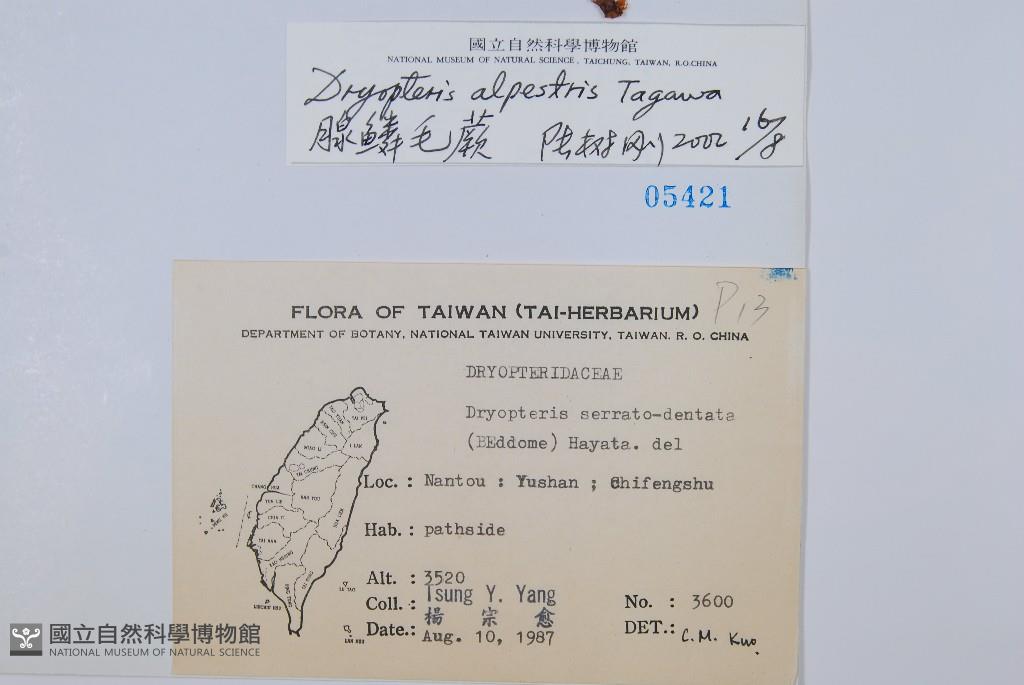 國立自然科學博物館
NATIONAL MUSEUM OF NATURAL SCIENCE, TAICHUNG, TAIWAN, R.O.CHINA
Dryopteris alpestris Tagawa
腺鱗毛蕨 陸树刚 2002 16/8
05421
FLORA OF TAIWAN (TAI-HERBARIUM) P13
DEPARTMENT OF BOTANY, NATIONAL TAIWAN UNIVERSITY, TAIWAN. R. O. CHINA
DRYOPTERIDACEAE
Dryopteris serrato-dentata
(BEddome) Hayata. del
Loc. : Nantou : Yushan ; Chifengshu
Hab. : pathside
Alt. : 3520
Coll. : Tsung Y. Yang
楊宗愈
No. : 3600
Date.: Aug. 10, 1987
DET.: C.M. Kuo.
國立自然科學博物館
NATIONAL MUSEUM OF NATURAL SCIENCE